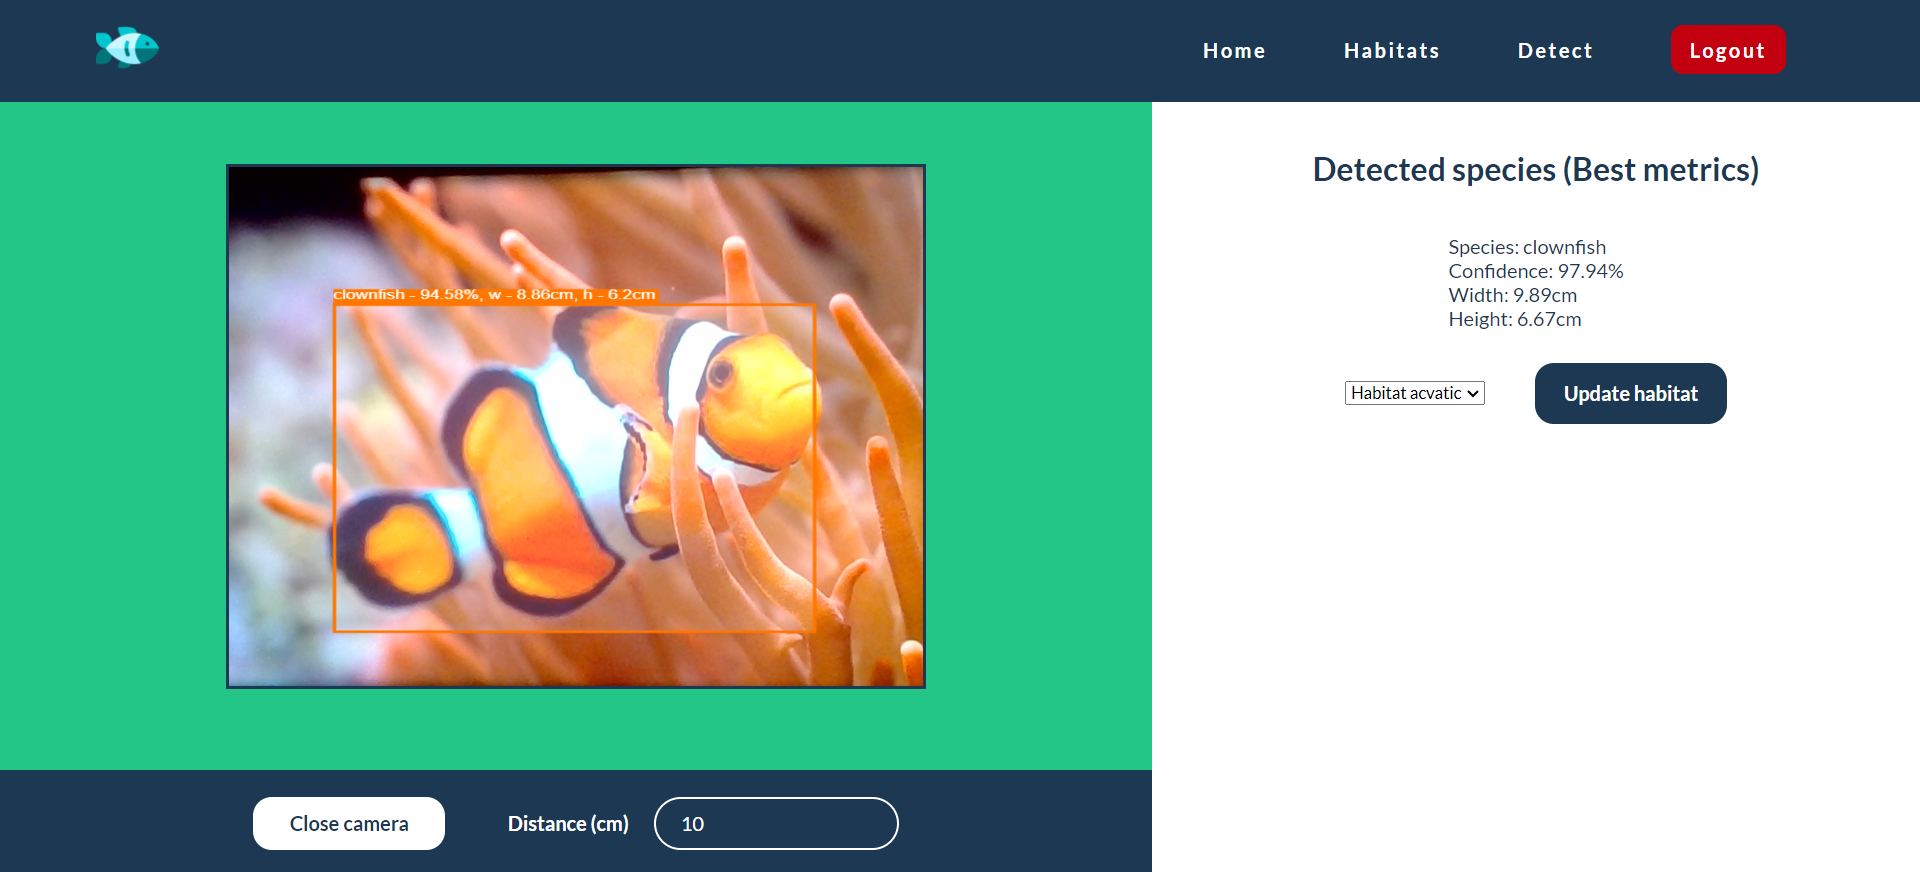 Home
Habitats
Detect
Logout
clownfish - 94.58%, w - 8.86cm, h - 6.2cm
Detected species (Best metrics)
Species: clownfish
Confidence: 97.94%
Width: 9.89cm
Height: 6.67cm
Habitat acvatic
Update habitat
Close camera
Distance (cm)
10